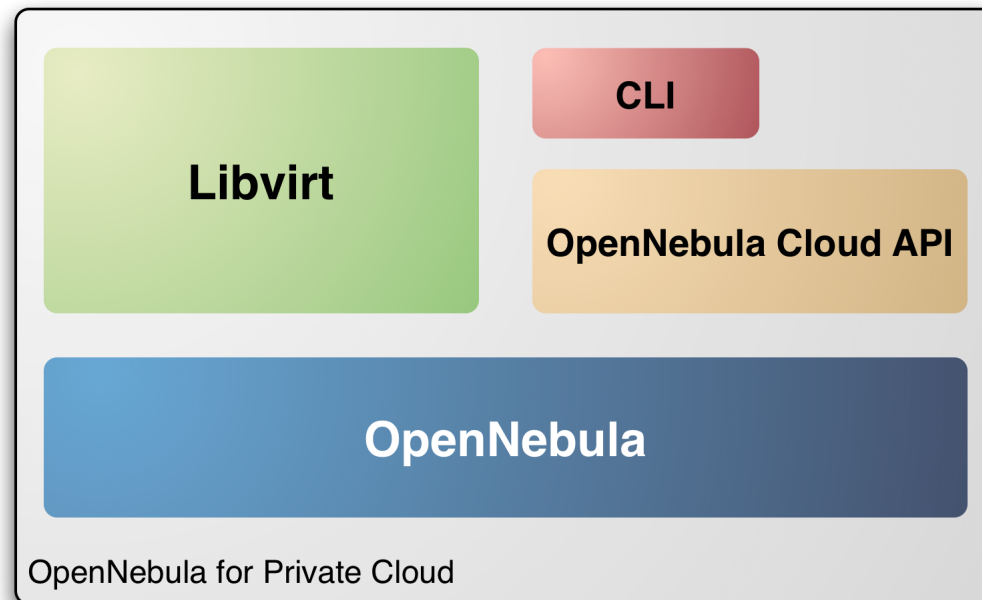 Libvirt
CLI
OpenNebula Cloud API
OpenNebula
OpenNebula for Private Cloud